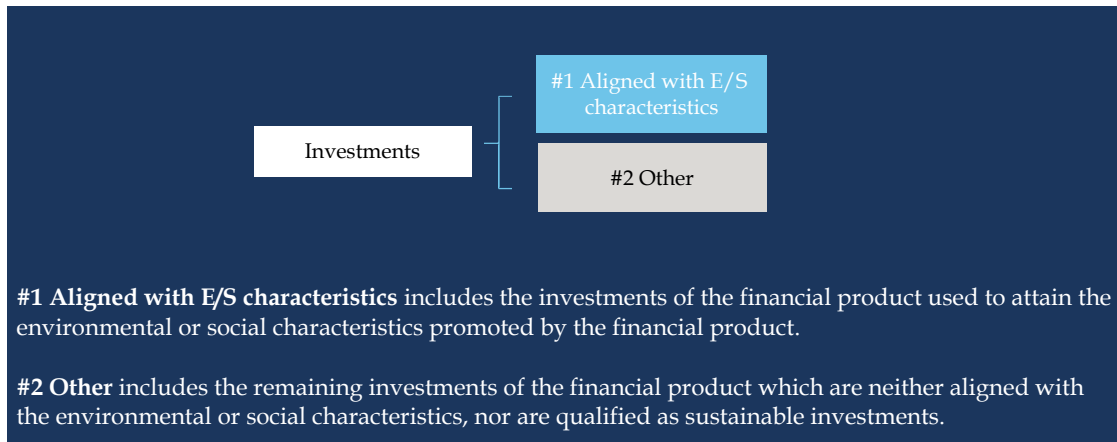 #1 Aligned with E/S
characteristics
Investments
#2 Other
#1 Aligned with E/S characteristics includes the investments of the financial product used to attain the
environmental or social characteristics promoted by the financial product.
#2 Other includes the remaining investments of the financial product which are neither aligned with
the environmental or social characteristics, nor are qualified as sustainable investments.